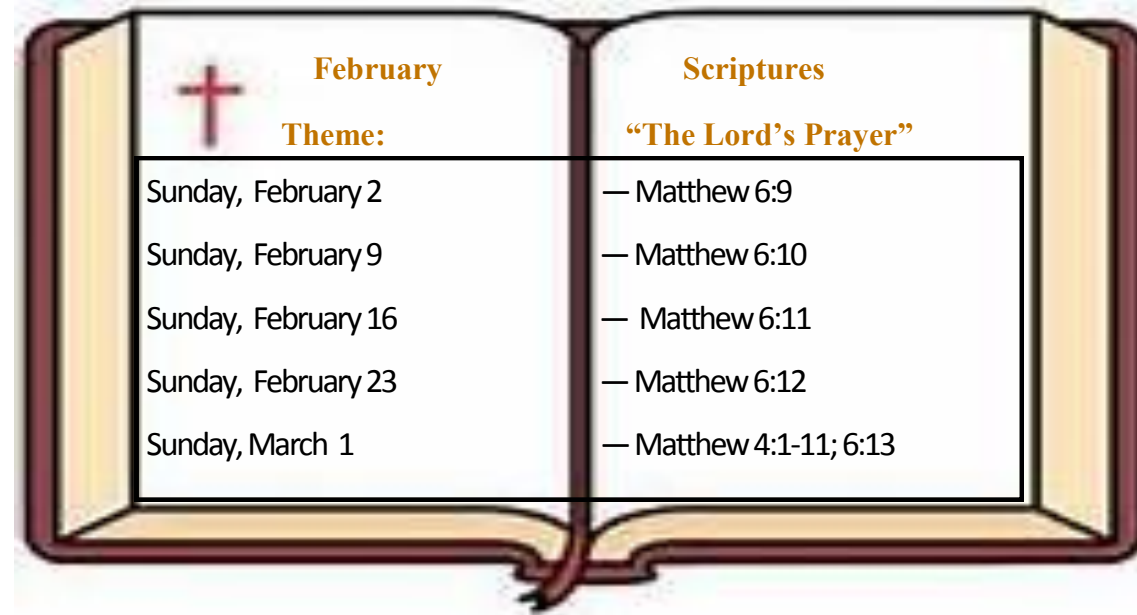 February Scriptures
Theme: “The Lord’s Prayer”
Sunday, February 2 — Matthew 6:9
Sunday, February 9 — Matthew 6:10
Sunday, February 16 — Matthew 6:11
Sunday, February 23 — Matthew 6:12
Sunday, March 1 — Matthew 4:1-11; 6:13